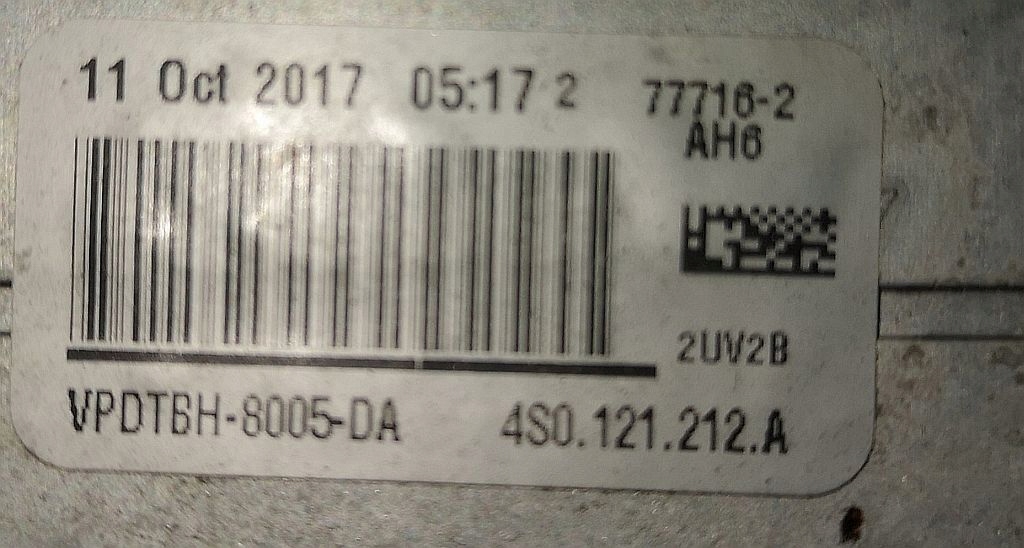 11 Oct 2017 05:17 2 77716-2
AH6
2UV2B
VPDTBH-8005-DA 4S0.121.212.A